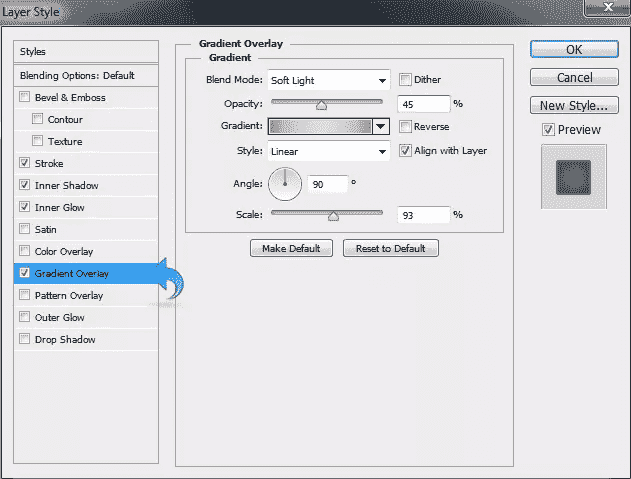 Layer Style
Styles
Blending Options: Default
Bevel & Emboss
Contour
Texture
Stroke
Inner Shadow
Inner Glow
Satin
Color Overlay
Gradient Overlay
Pattern Overlay
Outer Glow
Drop Shadow
Gradient Overlay
Gradient
Blend Mode: Soft Light Dither
Opacity: 45 %
Gradient: Reverse
Style: Linear Align with Layer
Angle: 90 °
Scale: 93 %
Make Default Reset to Default
OK
Cancel
New Style...
Preview